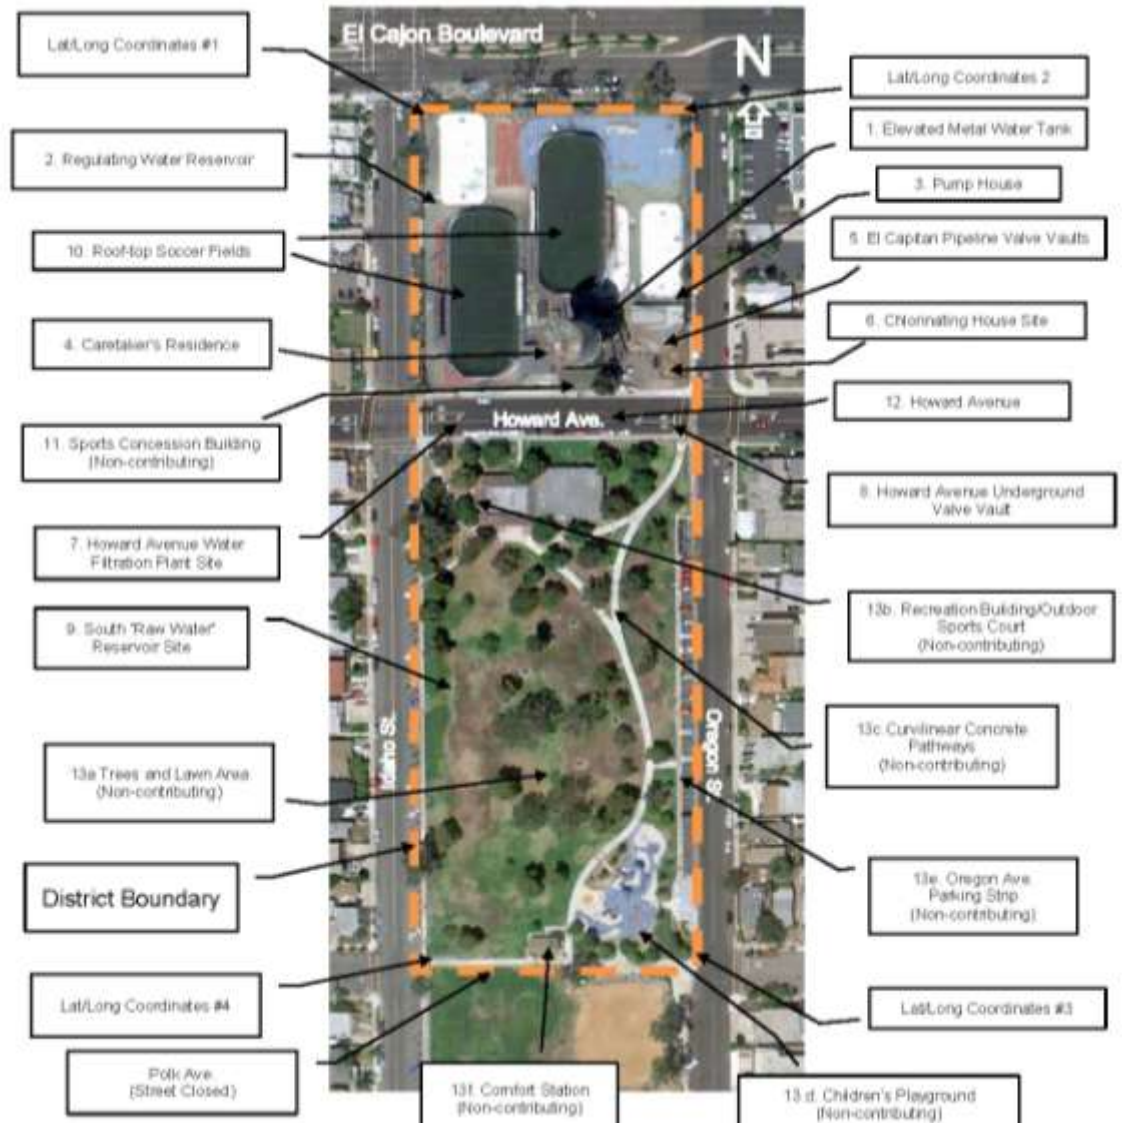 El Cajon Boulevard
N
Lat/Long Coordinates #1
Lat/Long Coordinates 2
1. Elevated Metal Water Tank
2. Regulating Water Reservoir
3. Pump House
5. El Capitan Pipeline Valve Vaults
10. Roof-top Soccer Fields
6. Chlorinating House Site
4. Caretaker's Residence
12. Howard Avenue
Howard Ave.
11. Sports Concession Building
(Non-contributing)
8. Howard Avenue Underground
Valve Vault
7. Howard Avenue Water
Filtration Plant Site
13b. Recreation Building/Outdoor
Sports Court
(Non-contributing)
9. South "Raw Water"
Reservoir Site
Idaho St.
Oregon St.
13c. Curvilinear Concrete
Pathways
(Non-contributing)
13a Trees and Lawn Area
(Non-contributing)
13e. Oregon Ave
Parking Strip
(Non-contributing)
District Boundary
Lat/Long Coordinates #4
Lat/Long Coordinates #3
Polk Ave.
(Street Closed)
13f. Comfort Station
(Non-contributing)
13.d. Children's Playground
(Non-contributing)